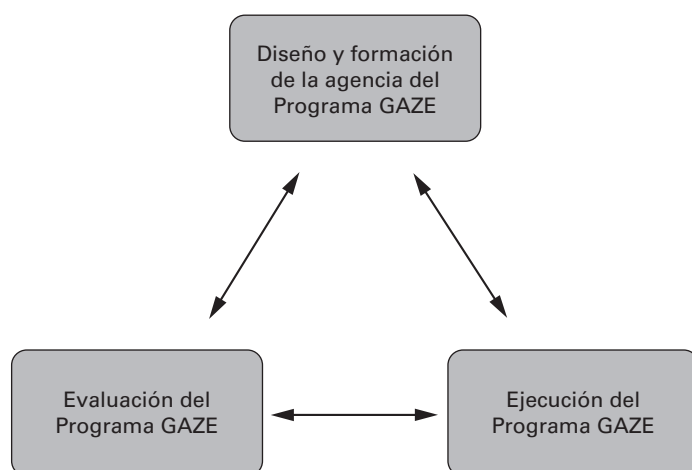 Diseño y formación
de la agencia del
Programa GAZE
Evaluación del
Programa GAZE
Ejecución del
Programa GAZE